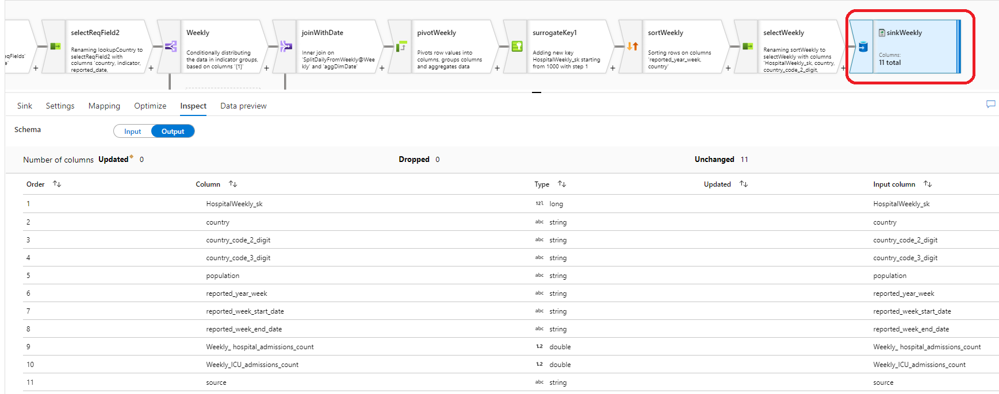 eqFields'
e'
+
selectReqField2
Renaming lookupCountry to
selectReqField2 with
columns 'country, indicator,
reported_date,
+
Weekly
Conditionally distributing
the data in indicator groups,
based on columns '{1}'
+
joinWithDate
Inner join on
'SplitDailyFromWeekly@Wee
kly' and 'aggDimDate'
+
pivotWeekly
Pivots row values into
columns, groups columns
and aggregates data
+
surrogateKey1
Adding new key
HospitalWeekly_sk starting
from 1000 with step 1
+
sortWeekly
Sorting rows on columns
'reported_year_week,
country'
+
selectWeekly
Renaming sortWeekly to
selectWeekly with columns
'HospitalWeekly_sk, country,
country_code_2_digit,
+
sinkWeekly
Columns:
11 total
Sink Settings Mapping Optimize Inspect Data preview
Schema Input Output
Number of columns Updated* 0 Dropped 0 Unchanged 11
Order Column Type Updated Input column
1 HospitalWeekly_sk 12l long HospitalWeekly_sk
2 country abc string country
3 country_code_2_digit abc string country_code_2_digit
4 country_code_3_digit abc string country_code_3_digit
5 population abc string population
6 reported_year_week abc string reported_year_week
7 reported_week_start_date abc string reported_week_start_date
8 reported_week_end_date abc string reported_week_end_date
9 Weekly_ hospital_admissions_count 1.2 double Weekly_ hospital_admissions_count
10 Weekly_ICU_admissions_count 1.2 double Weekly_ICU_admissions_count
11 source abc string source